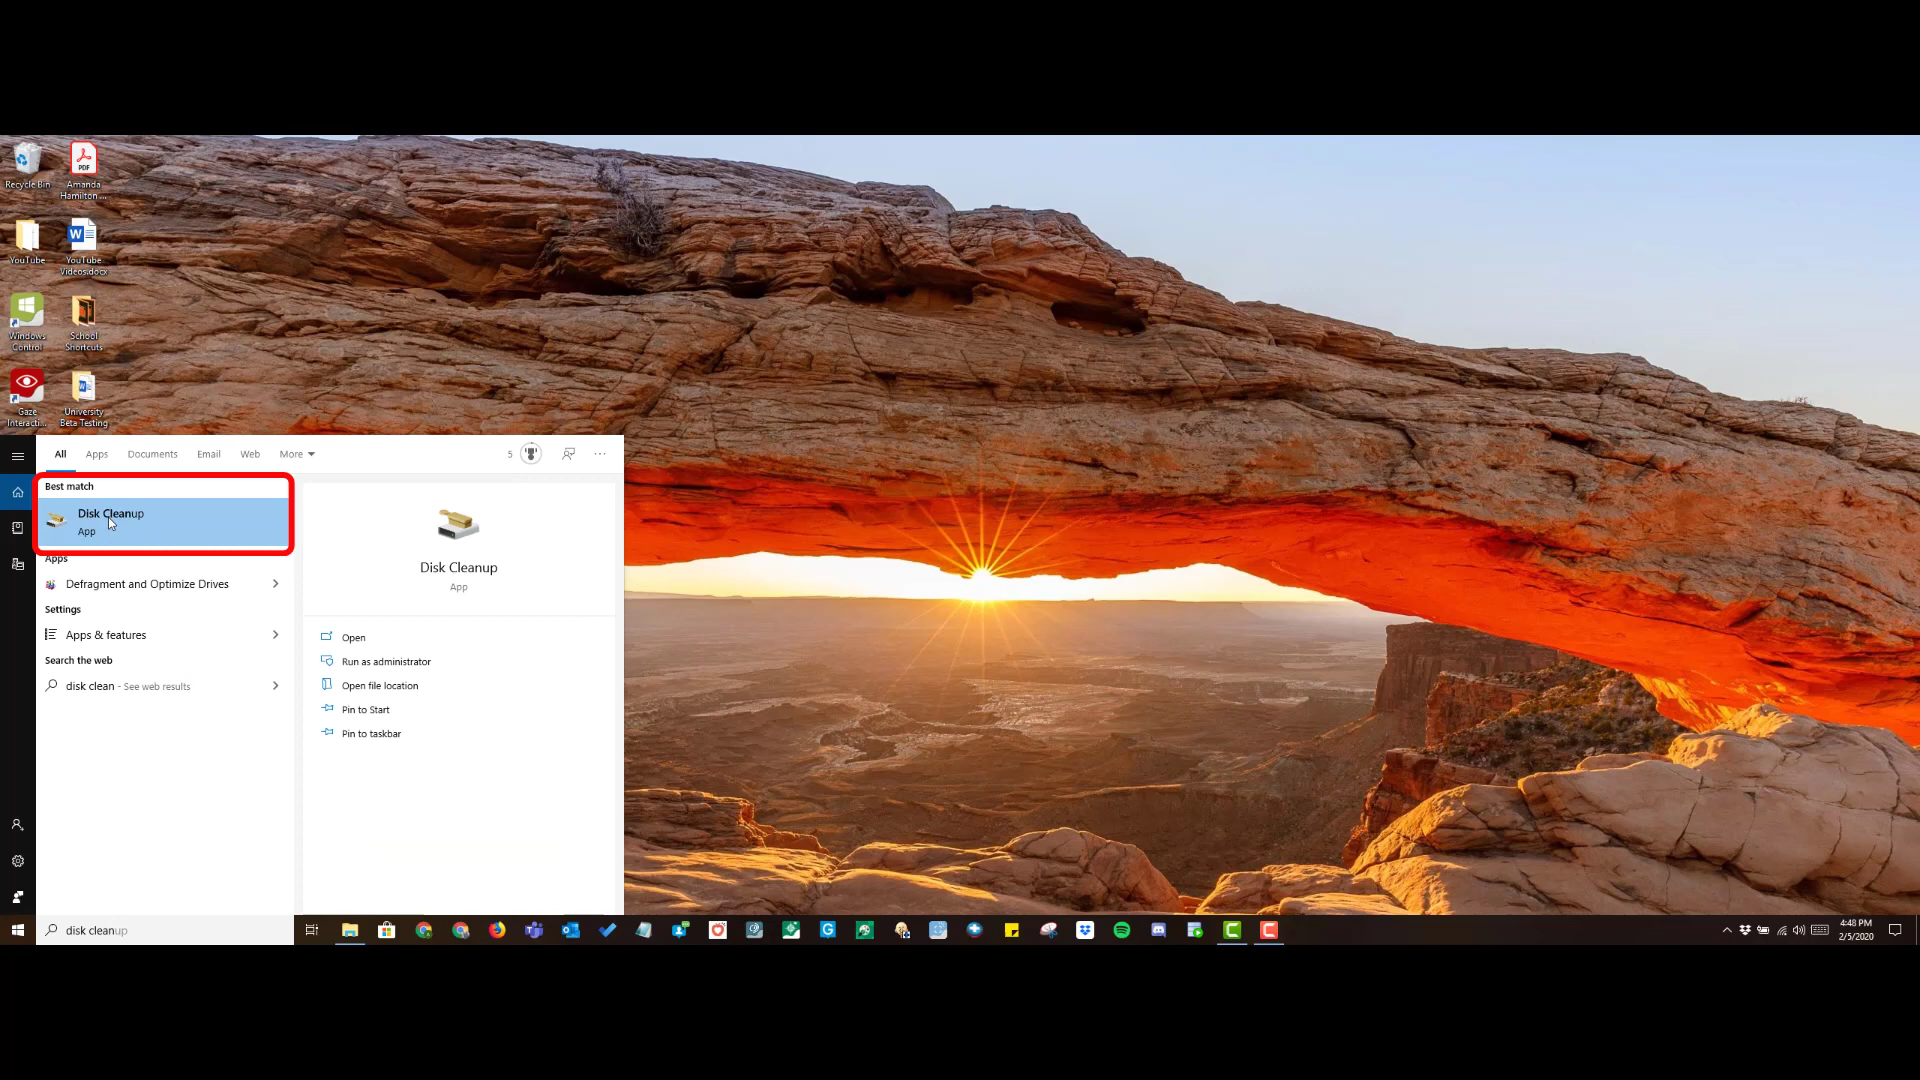 Recycle Bin
Amanda
Hamilton ...
YouTube
YouTube
Videos.docx
Windows
Control
School
Shortcuts
Gaze
Interacti...
University
Beta Testing
All Apps Documents Email Web More 5 ...
Best match
Disk Cleanup
App
Apps
Defragment and Optimize Drives
Settings
Apps & features
Search the web
disk clean - See web results
Disk Cleanup
App
Open
Run as administrator
Open file location
Pin to Start
Pin to taskbar
disk cleanup
4:48 PM
2/5/2020